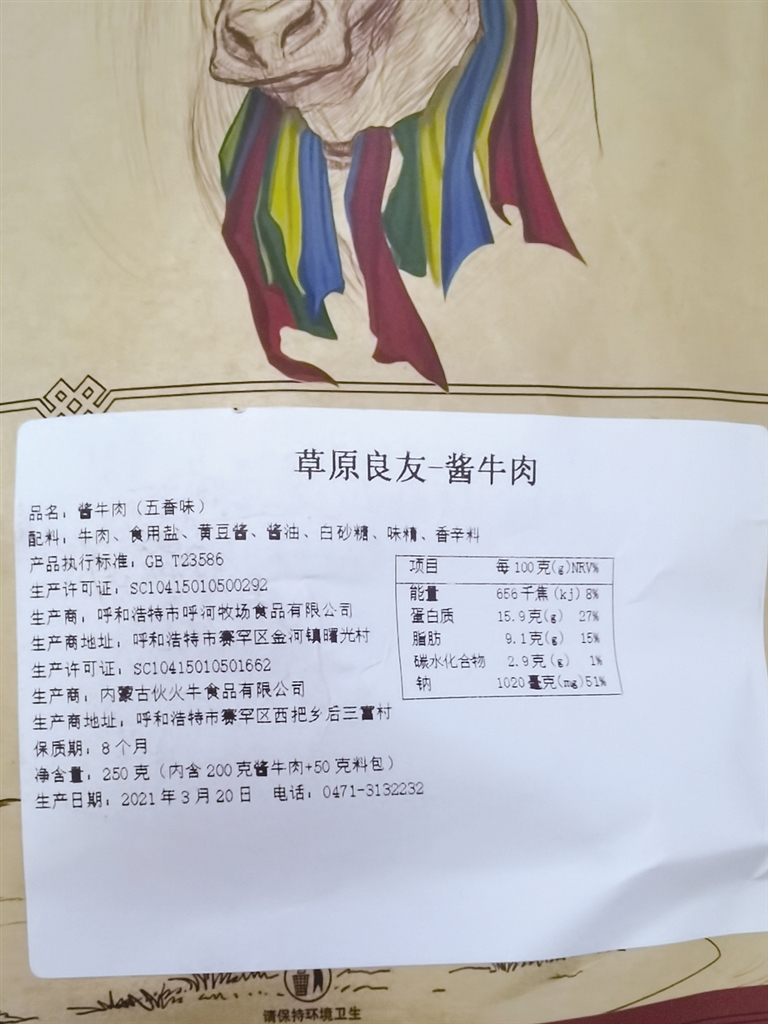 草原良友-酱牛肉
品名：酱牛肉（五香味）
配料：牛肉、食用盐、黄豆酱、酱油、白砂糖、味精、香辛料
产品执行标准：GB T23586
生产许可证：SC10415010500292
生产商：呼和浩特市呼河牧场食品有限公司
生产商地址：呼和浩特市赛罕区金河镇曙光村
生产许可证：SC10415010501662
生产商：内蒙古伙火牛食品有限公司
生产商地址：呼和浩特市赛罕区西把乡后三富村
保质期：8个月
净含量：250克（内含200克酱牛肉+50克料包）
生产日期：2021年3月20日 电话：0471-3132232
项目 每100克(g)NRV%
能量 656千焦(kj)8%
蛋白质 15.9克(g) 27%
脂肪 9.1克(g) 15%
碳水化合物 2.9克(g) 1%
钠 1020毫克(mg)51%
请保持环境卫生